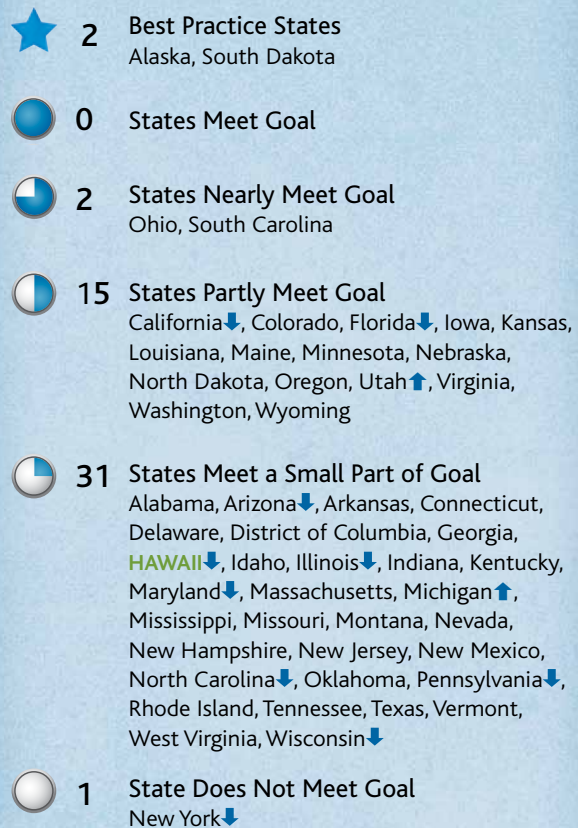 2 Best Practice States
Alaska, South Dakota
0 States Meet Goal
2 States Nearly Meet Goal
Ohio, South Carolina
15 States Partly Meet Goal
California⬇, Colorado, Florida⬇, Iowa, Kansas,
Louisiana, Maine, Minnesota, Nebraska,
North Dakota, Oregon, Utah⬆, Virginia,
Washington, Wyoming
31 States Meet a Small Part of Goal
Alabama, Arizona⬇, Arkansas, Connecticut,
Delaware, District of Columbia, Georgia,
HAWAII⬇, Idaho, Illinois⬇, Indiana, Kentucky,
Maryland⬇, Massachusetts, Michigan⬆,
Mississippi, Missouri, Montana, Nevada,
New Hampshire, New Jersey, New Mexico,
North Carolina⬇, Oklahoma, Pennsylvania⬇,
Rhode Island, Tennessee, Texas, Vermont,
West Virginia, Wisconsin⬇
1 State Does Not Meet Goal
New York⬇